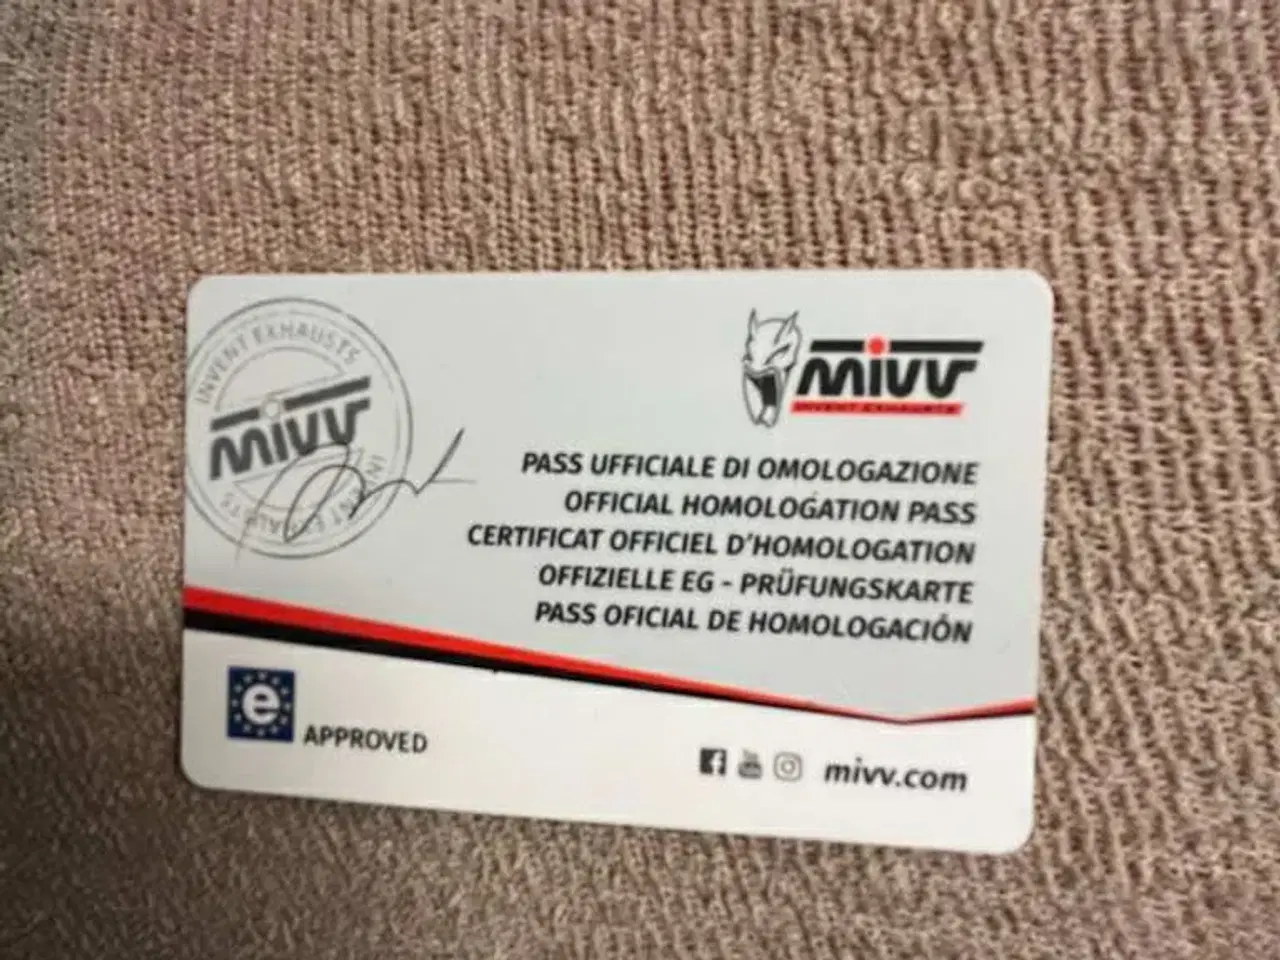 INVENT EXHAUSTS
mivv
INVENT EXHAUSTS
mivv
INVENT EXHAUSTS
PASS UFFICIALE DI OMOLOGAZIONE
OFFICIAL HOMOLOGATION PASS
CERTIFICAT OFFICIEL D'HOMOLOGATION
OFFIZIELLE EG - PRÜFUNGSKARTE
PASS OFICIAL DE HOMOLOGACIÓN
e APPROVED
mivv.com